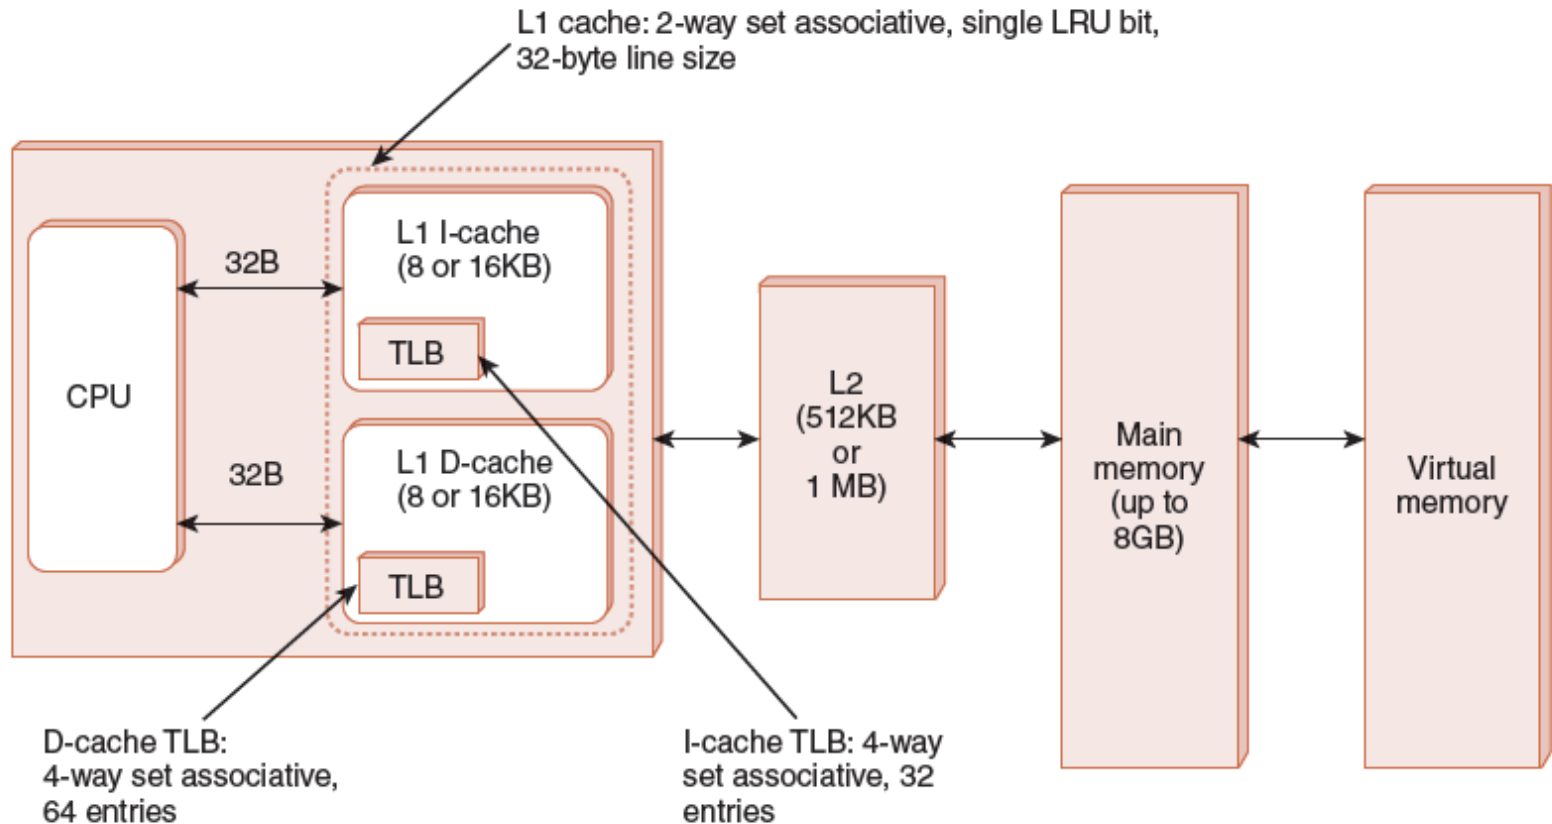 L1 cache: 2-way set associative, single LRU bit,
32-byte line size
CPU
32B
32B
L1 I-cache
(8 or 16KB)
TLB
L1 D-cache
(8 or 16KB)
TLB
L2
(512KB
or
1 MB)
Main
memory
(up to
8GB)
Virtual
memory
D-cache TLB:
4-way set associative,
64 entries
I-cache TLB: 4-way
set associative, 32
entries